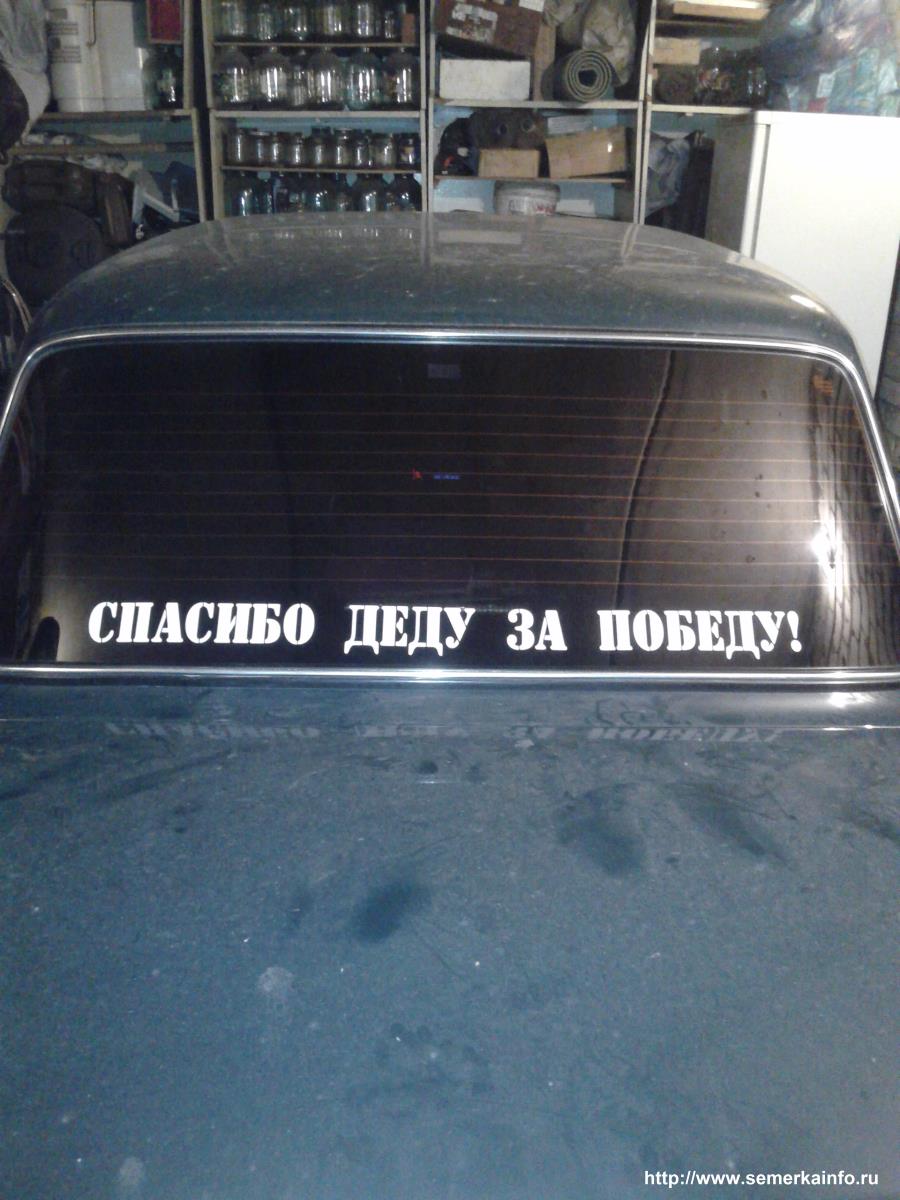 СПАСИБО ДЕДУ ЗА ПОБЕДУ!
http://www.semerkainfo.ru